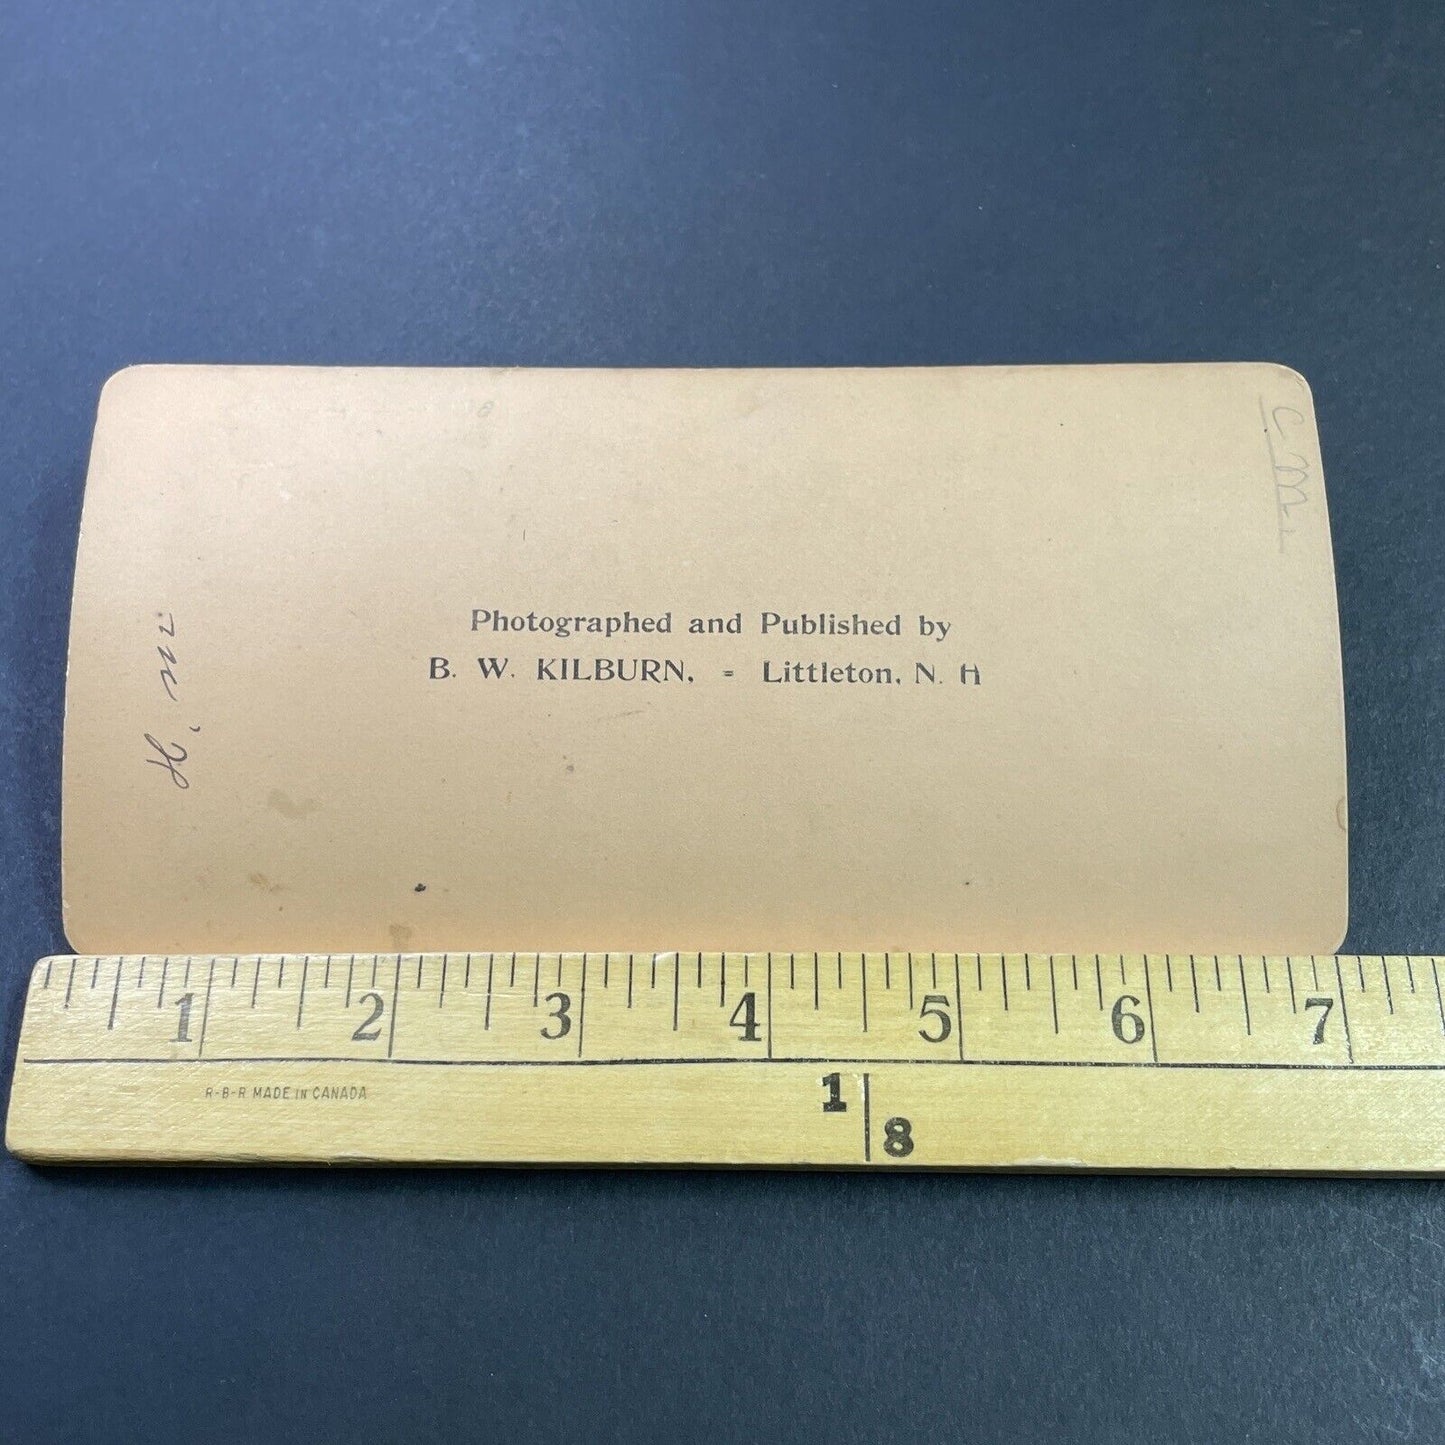 Photographed and Published by
B. W. KILBURN. = Littleton. N. H
C M.
H. M.
1 2 3 4 5 6 7
R-B-R MADE IN CANADA
1
8